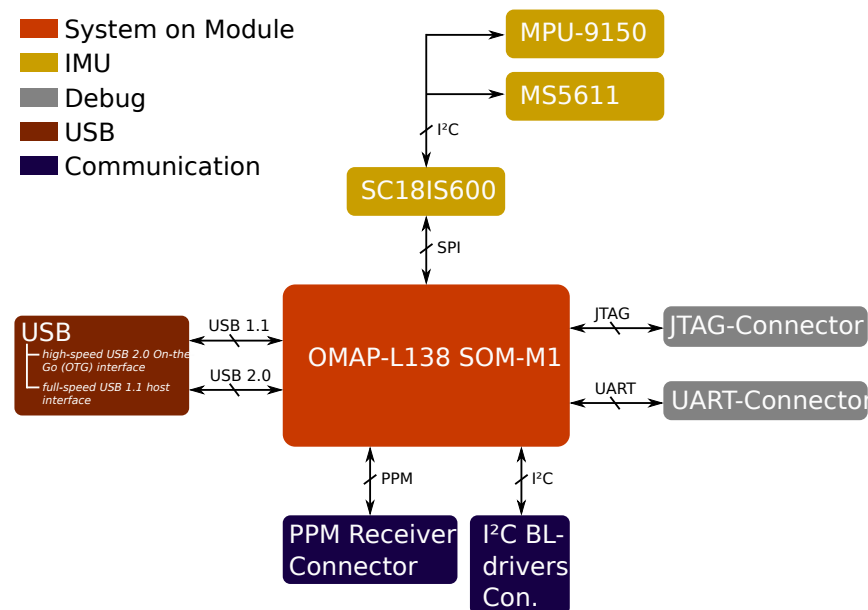 System on Module
IMU
Debug
USB
Communication
MPU-9150
MS5611
I²C
SC18IS600
SPI
OMAP-L138 SOM-M1
USB
high-speed USB 2.0 On-the
Go (OTG) interface
full-speed USB 1.1 host
interface
USB 1.1
USB 2.0
JTAG
JTAG-Connector
UART
UART-Connector
PPM
I²C
PPM Receiver
Connector
I²C BL-
drivers
Con.